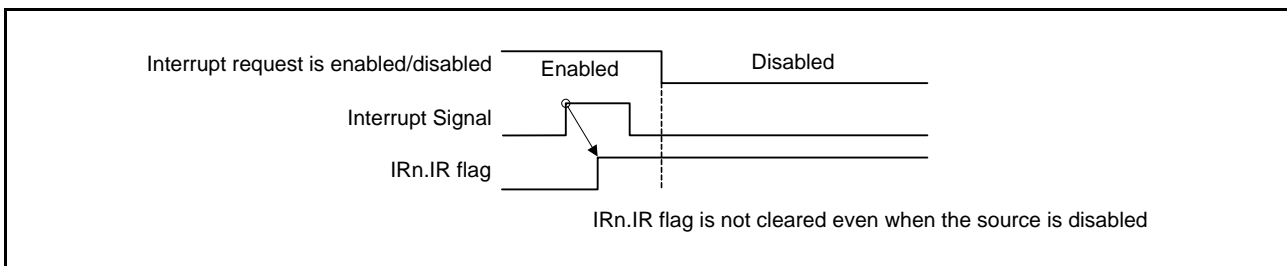 Interrupt request is enabled/disabled
Enabled
Disabled
Interrupt Signal
IRn.IR flag
IRn.IR flag is not cleared even when the source is disabled